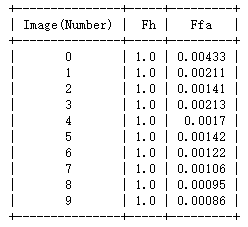 +---------------+-----+---------+
| Image(Number) |  Fh |   Ffa   |
+---------------+-----+---------+
|       0       | 1.0 | 0.00433 |
|       1       | 1.0 | 0.00211 |
|       2       | 1.0 | 0.00141 |
|       3       | 1.0 | 0.00213 |
|       4       | 1.0 |  0.0017 |
|       5       | 1.0 | 0.00142 |
|       6       | 1.0 | 0.00122 |
|       7       | 1.0 | 0.00106 |
|       8       | 1.0 | 0.00095 |
|       9       | 1.0 | 0.00086 |
+---------------+-----+---------+